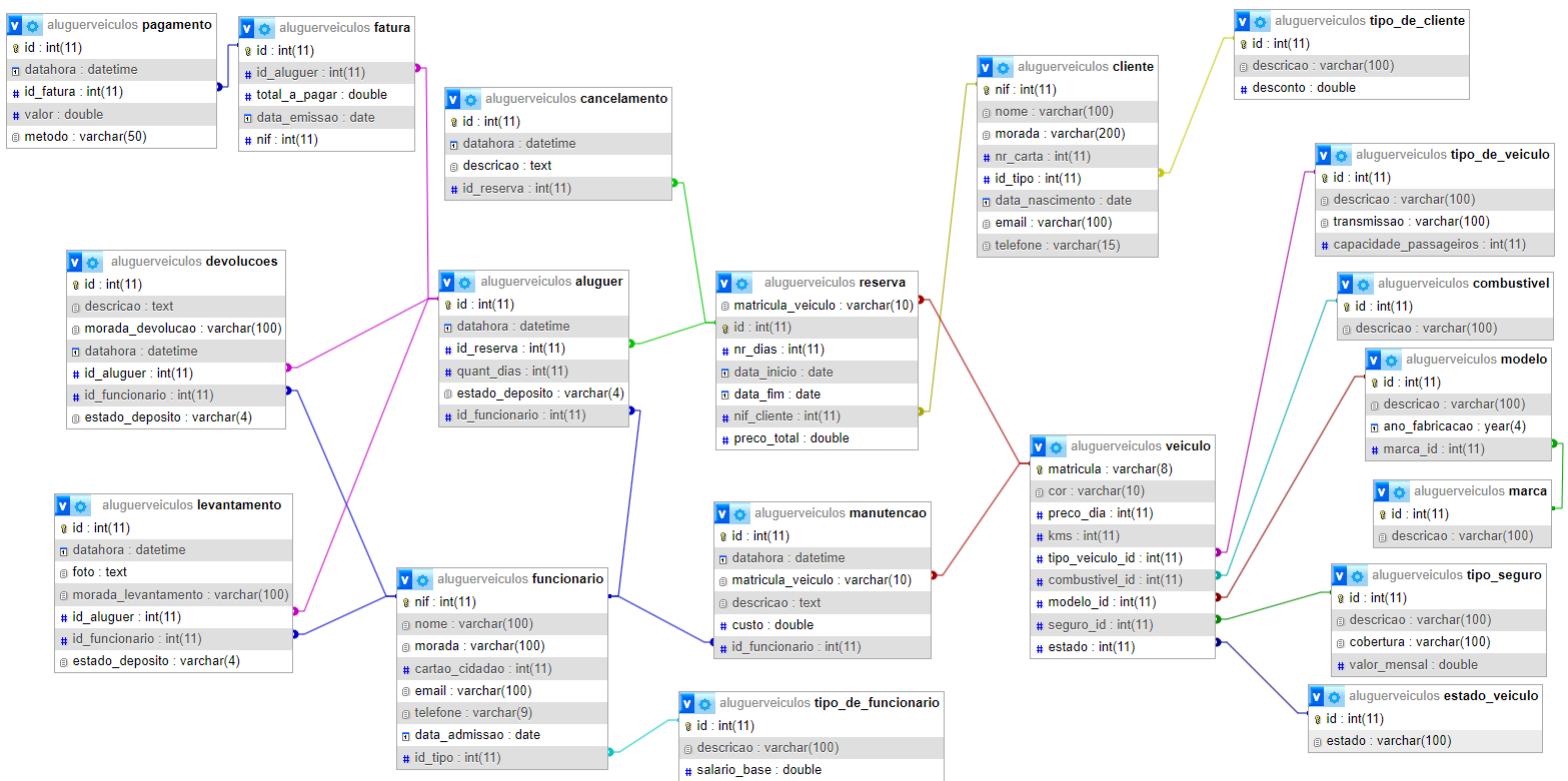 aluguerveiculos pagamento
id : int(11)
datahora : datetime
# id_fatura : int(11)
# valor : double
metodo : varchar(50)
aluguerveiculos fatura
id : int(11)
# id_aluguer : int(11)
# total_a_pagar : double
data_emissao : date
# nif : int(11)
aluguerveiculos cancelamento
id : int(11)
datahora : datetime
descricao : text
# id_reserva : int(11)
aluguerveiculos cliente
nif : int(11)
nome : varchar(100)
morada : varchar(200)
# nr_carta : int(11)
# id_tipo : int(11)
data_nascimento : date
email : varchar(100)
telefone : varchar(15)
aluguerveiculos tipo_de_cliente
id : int(11)
descricao : varchar(100)
# desconto : double
aluguerveiculos tipo_de_veiculo
id : int(11)
descricao : varchar(100)
transmissao : varchar(100)
# capacidade_passageiros : int(11)
aluguerveiculos devolucoes
id : int(11)
descricao : text
morada_devolucao : varchar(100)
datahora : datetime
# id_aluguer : int(11)
# id_funcionario : int(11)
estado_deposito : varchar(4)
aluguerveiculos aluguer
id : int(11)
datahora : datetime
# id_reserva : int(11)
# quant_dias : int(11)
estado_deposito : varchar(4)
# id_funcionario : int(11)
aluguerveiculos reserva
matricula_veiculo : varchar(10)
id : int(11)
# nr_dias : int(11)
data_inicio : date
data_fim : date
# nif_cliente : int(11)
# preco_total : double
aluguerveiculos combustivel
id : int(11)
descricao : varchar(100)
aluguerveiculos modelo
id : int(11)
descricao : varchar(100)
ano_fabricacao : year(4)
# marca_id : int(11)
aluguerveiculos marca
id : int(11)
descricao : varchar(100)
aluguerveiculos veiculo
matricula : varchar(8)
cor : varchar(10)
# preco_dia : int(11)
# kms : int(11)
# tipo_veiculo_id : int(11)
# combustivel_id : int(11)
# modelo_id : int(11)
# seguro_id : int(11)
# estado : int(11)
aluguerveiculos levantamento
id : int(11)
datahora : datetime
foto : text
morada_levantamento : varchar(100)
# id_aluguer : int(11)
# id_funcionario : int(11)
estado_deposito : varchar(4)
aluguerveiculos funcionario
nif : int(11)
nome : varchar(100)
morada : varchar(100)
# cartao_cidadao : int(11)
email : varchar(100)
telefone : varchar(9)
data_admissao : date
# id_tipo : int(11)
aluguerveiculos manutencao
id : int(11)
datahora : datetime
matricula_veiculo : varchar(10)
descricao : text
# custo : double
# id_funcionario : int(11)
aluguerveiculos tipo_seguro
id : int(11)
descricao : varchar(100)
cobertura : varchar(100)
# valor_mensal : double
aluguerveiculos estado_veiculo
id : int(11)
estado : varchar(100)
aluguerveiculos tipo_de_funcionario
id : int(11)
descricao : varchar(100)
# salario_base : double